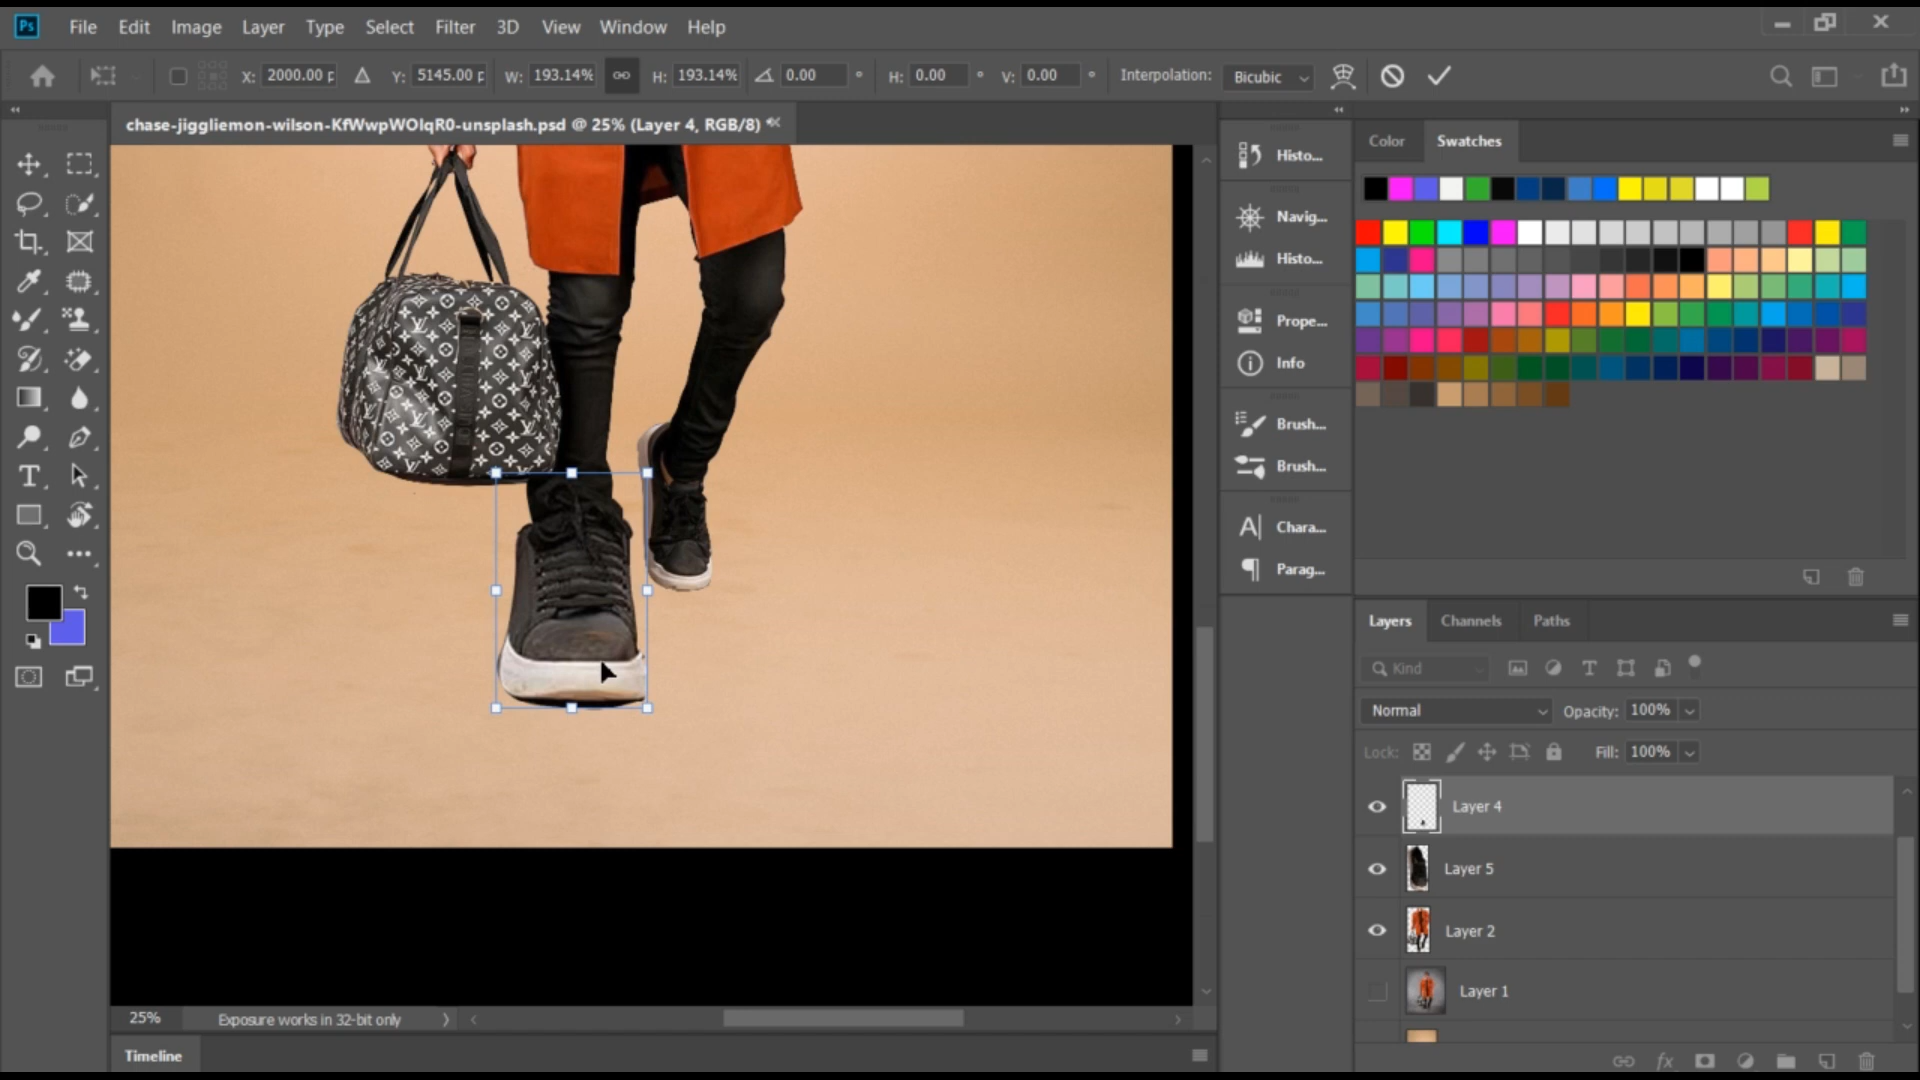 Ps File Edit Image Layer Type Select Filter 3D View Window Help
X: 2000.00 p Y: 5145.00 p W: 193.14% H: 193.14% 0.00 ° H: 0.00 ° V: 0.00 ° Interpolation: Bicubic
chase-jiggliemon-wilson-KfWwpWOIqR0-unsplash.psd @ 25% (Layer 4, RGB/8)
Histo...
Navig...
Histo...
Prope...
Info
Brush...
Brush...
Chara...
Parag...
Color Swatches
Layers Channels Paths
Kind
Normal Opacity: 100%
Lock: Fill: 100%
Layer 4
Layer 5
Layer 2
Layer 1
fx
25% Exposure works in 32-bit only
Timeline